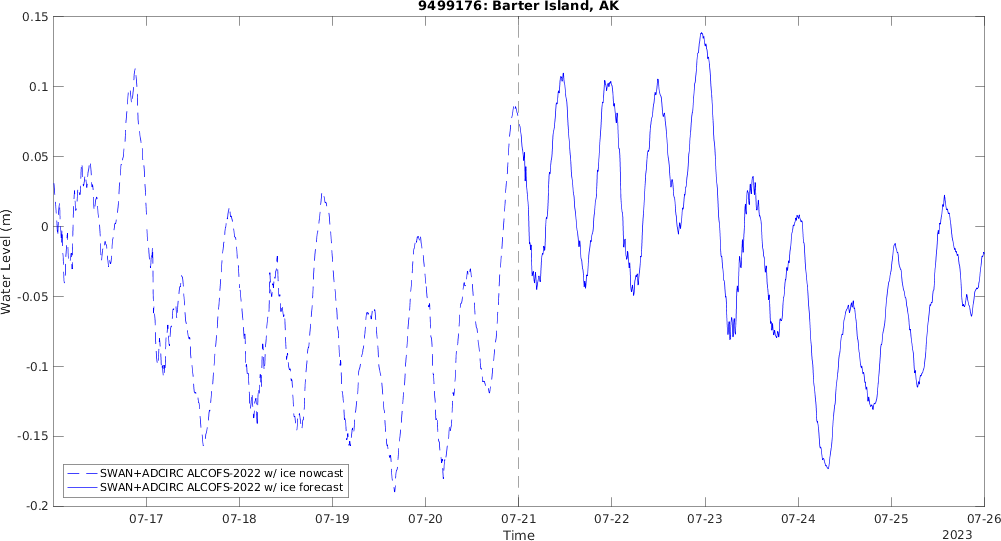 9499176: Barter Island, AK
0.15
0.1
0.05
0
-0.05
-0.1
-0.15
-0.2
Water Level (m)
SWAN+ADCIRC ALCOFS-2022 w/ ice nowcast
SWAN+ADCIRC ALCOFS-2022 w/ ice forecast
07-17 07-18 07-19 07-20 07-21 07-22 07-23 07-24 07-25 07-26
Time
2023